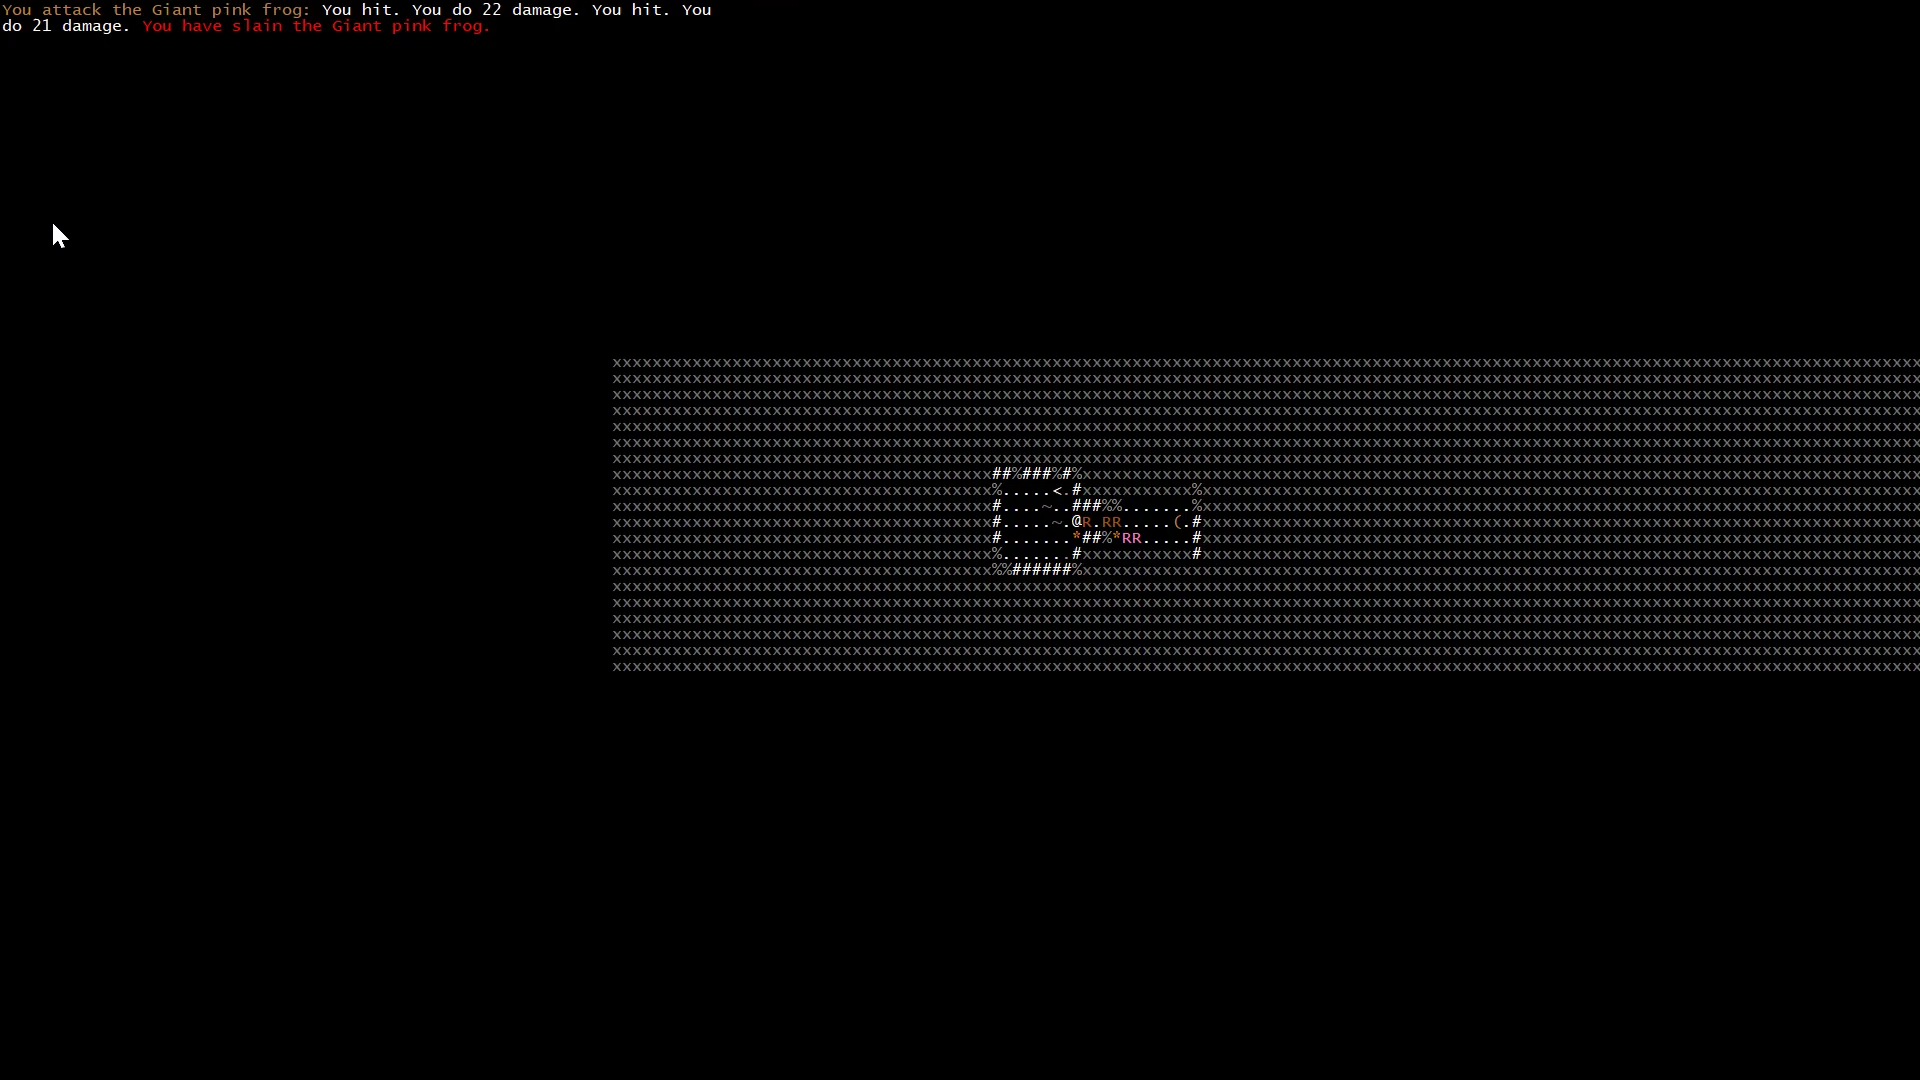 You attack the Giant pink frog: You hit. You do 22 damage. You hit. You
do 21 damage. You have slain the Giant pink frog.